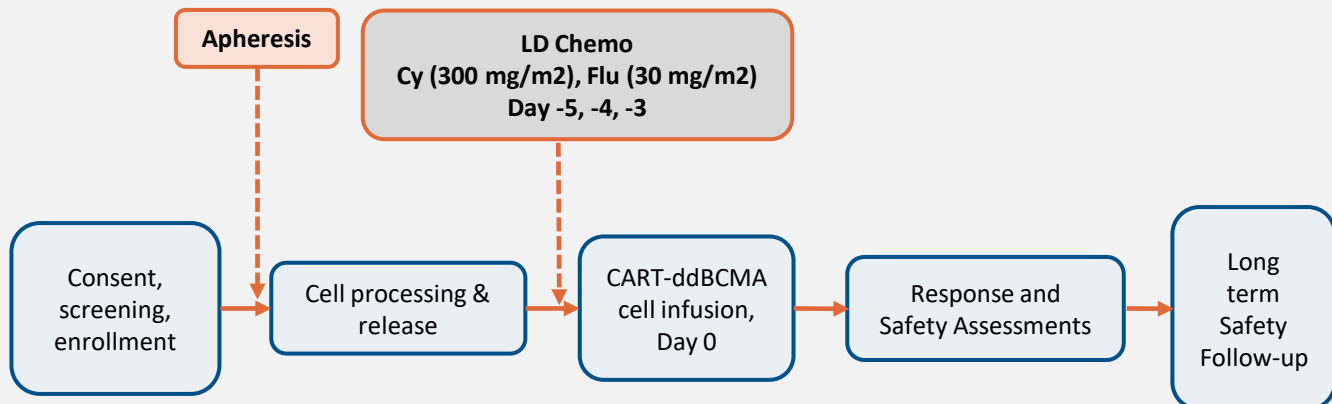 Apheresis
LD Chemo
Cy (300 mg/m2), Flu (30 mg/m2)
Day -5, -4, -3
Consent,
screening,
enrollment
Cell processing &
release
CART-ddBCMA
cell infusion,
Day 0
Response and
Safety Assessments
Long
term
Safety
Follow-up